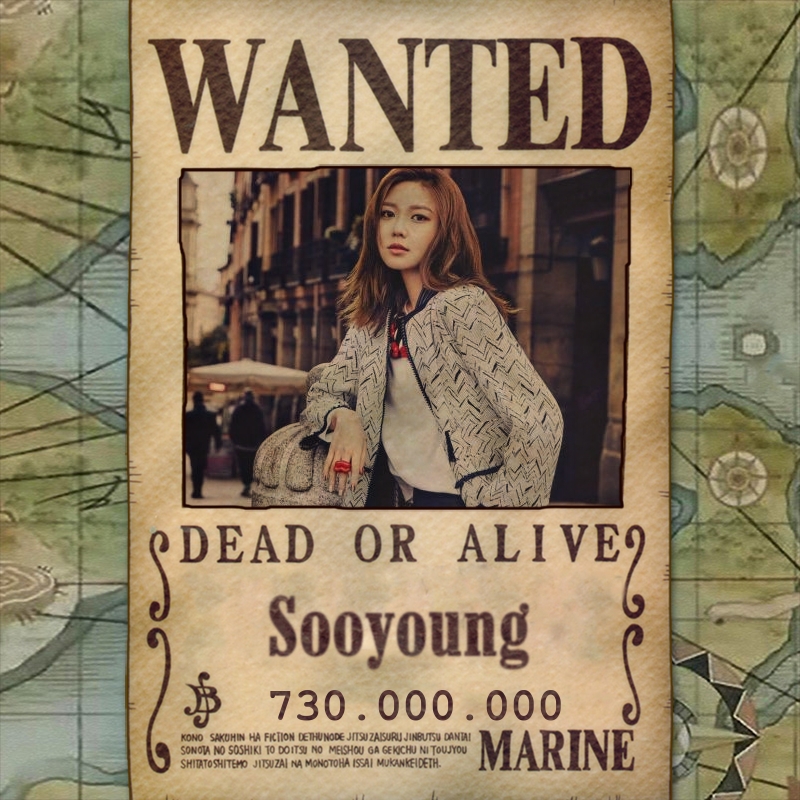 WANTED
DEAD OR ALIVE
Sooyoung
730.000.000
KONO SAKUHIN HA FICTION DETHUNODE JITSUZAISURU JINBUTSU DANTAI
SONOTA NO SOSHIKI TO DOITSU NO MEISHOU GA GEKICHU NI TOUJYOU
SHITATOSHITEMO JITSUZAI NA MONOTOHA ISSAI MUKANKEIDETH.
MARINE